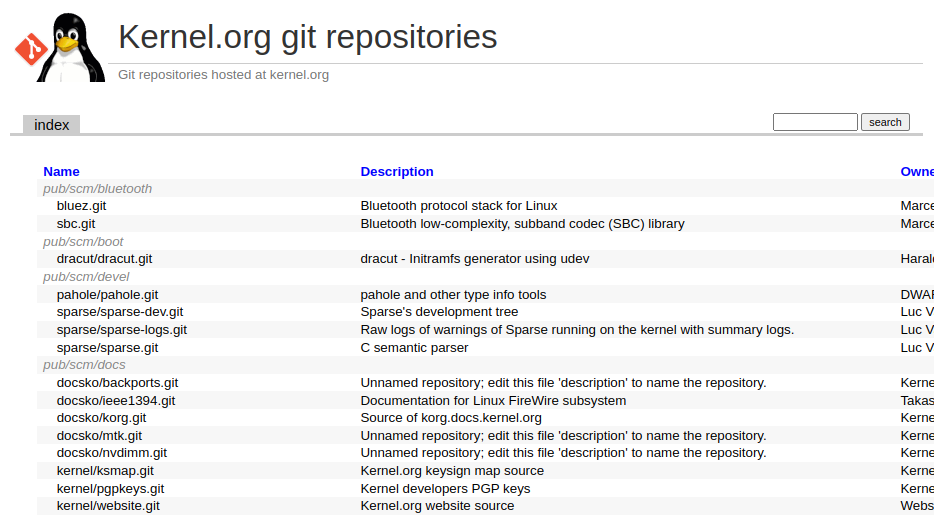 Kernel.org git repositories
Git repositories hosted at kernel.org
index search
Name Description Owne
pub/scm/bluetooth
bluez.git Bluetooth protocol stack for Linux Marce
sbc.git Bluetooth low-complexity, subband codec (SBC) library Marce
pub/scm/boot
dracut/dracut.git dracut - Initramfs generator using udev Haral
pub/scm/devel
pahole/pahole.git pahole and other type info tools DWAR
sparse/sparse-dev.git Sparse's development tree Luc V
sparse/sparse-logs.git Raw logs of warnings of Sparse running on the kernel with summary logs. Luc V
sparse/sparse.git C semantic parser Luc V
pub/scm/docs
docsko/backports.git Unnamed repository; edit this file 'description' to name the repository. Kerne
docsko/ieee1394.git Documentation for Linux FireWire subsystem Takas
docsko/korg.git Source of korg.docs.kernel.org Kerne
docsko/mtk.git Unnamed repository; edit this file 'description' to name the repository. Kerne
docsko/nvdimm.git Unnamed repository; edit this file 'description' to name the repository. Kerne
kernel/ksmap.git Kernel.org keysign map source Kerne
kernel/pgpkeys.git Kernel developers PGP keys Kerne
kernel/website.git Kernel.org website source Webs